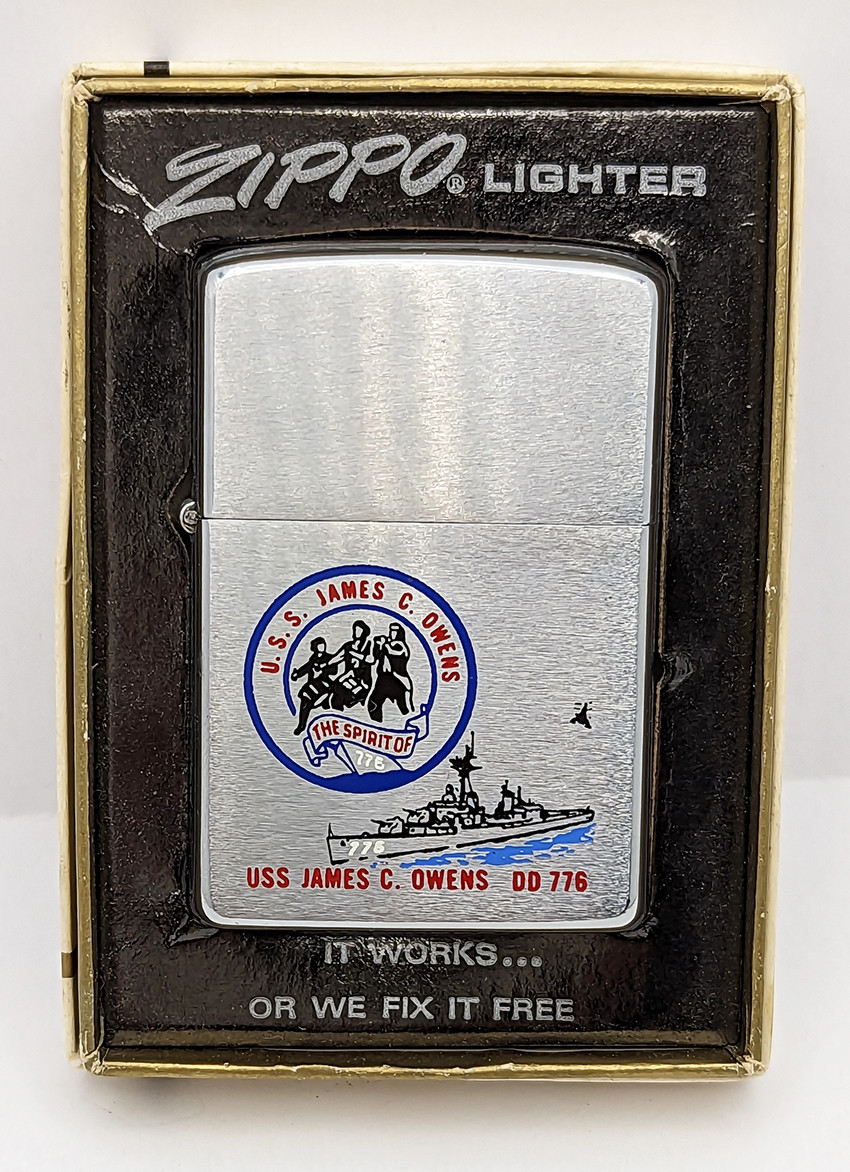 ZIPPO® LIGHTER
U.S.S. JAMES C. OWENS
THE SPIRIT OF
776
776
USS JAMES C. OWENS DD 776
IT WORKS...
OR WE FIX IT FREE